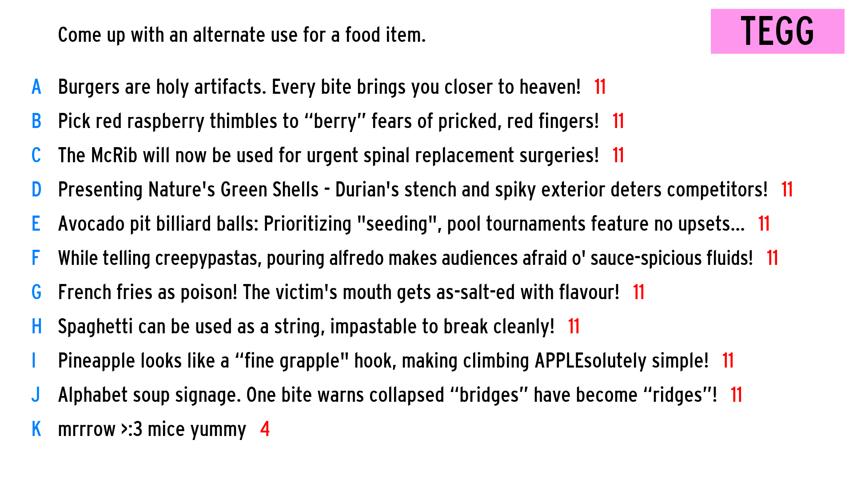 Come up with an alternate use for a food item.
TEGG
A Burgers are holy artifacts. Every bite brings you closer to heaven! 11
B Pick red raspberry thimbles to “berry” fears of pricked, red fingers! 11
C The McRib will now be used for urgent spinal replacement surgeries! 11
D Presenting Nature's Green Shells - Durian's stench and spiky exterior deters competitors! 11
E Avocado pit billiard balls: Prioritizing "seeding", pool tournaments feature no upsets... 11
F While telling creepypastas, pouring alfredo makes audiences afraid o' sauce-spicious fluids! 11
G French fries as poison! The victim's mouth gets as-salt-ed with flavour! 11
H Spaghetti can be used as a string, impastable to break cleanly! 11
I Pineapple looks like a “fine grapple" hook, making climbing APPLEsolutely simple! 11
J Alphabet soup signage. One bite warns collapsed “bridges” have become “ridges”! 11
K mrrrow >:3 mice yummy 4